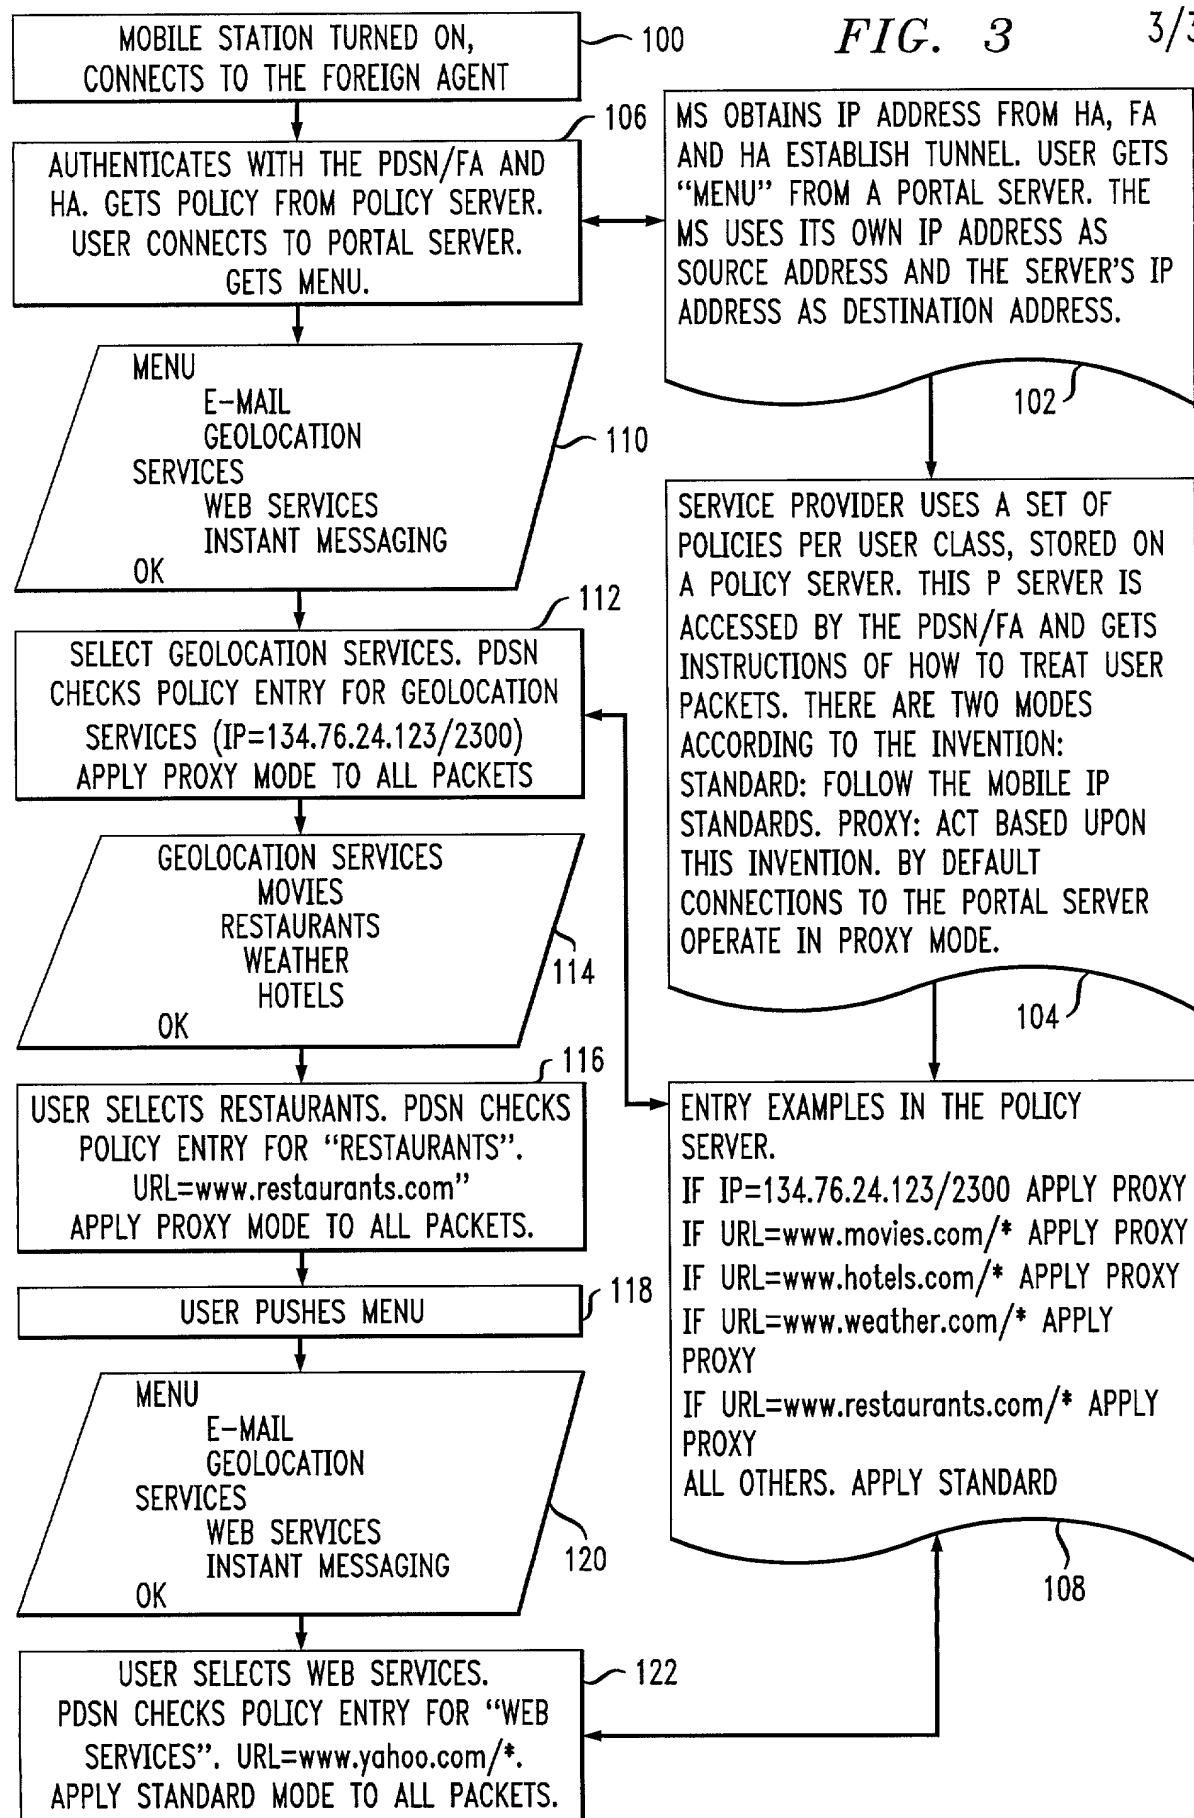 FIG. 3
3/3
MOBILE STATION TURNED ON,
CONNECTS TO THE FOREIGN AGENT
100
AUTHENTICATES WITH THE PDSN/FA AND
HA. GETS POLICY FROM POLICY SERVER.
USER CONNECTS TO PORTAL SERVER.
GETS MENU.
106
MENU
E-MAIL
GEOLOCATION
SERVICES
WEB SERVICES
INSTANT MESSAGING
OK
110
SELECT GEOLOCATION SERVICES. PDSN
CHECKS POLICY ENTRY FOR GEOLOCATION
SERVICES (IP=134.76.24.123/2300)
APPLY PROXY MODE TO ALL PACKETS
112
GEOLOCATION SERVICES
MOVIES
RESTAURANTS
WEATHER
HOTELS
OK
114
USER SELECTS RESTAURANTS. PDSN CHECKS
POLICY ENTRY FOR “RESTAURANTS”.
URL=www.restaurants.com”
APPLY PROXY MODE TO ALL PACKETS.
116
USER PUSHES MENU
118
MENU
E-MAIL
GEOLOCATION
SERVICES
WEB SERVICES
INSTANT MESSAGING
OK
120
USER SELECTS WEB SERVICES.
PDSN CHECKS POLICY ENTRY FOR “WEB
SERVICES”. URL=www.yahoo.com/*.
APPLY STANDARD MODE TO ALL PACKETS.
122
MS OBTAINS IP ADDRESS FROM HA, FA
AND HA ESTABLISH TUNNEL. USER GETS
“MENU” FROM A PORTAL SERVER. THE
MS USES ITS OWN IP ADDRESS AS
SOURCE ADDRESS AND THE SERVER’S IP
ADDRESS AS DESTINATION ADDRESS.
102
SERVICE PROVIDER USES A SET OF
POLICIES PER USER CLASS, STORED ON
A POLICY SERVER. THIS P SERVER IS
ACCESSED BY THE PDSN/FA AND GETS
INSTRUCTIONS OF HOW TO TREAT USER
PACKETS. THERE ARE TWO MODES
ACCORDING TO THE INVENTION:
STANDARD: FOLLOW THE MOBILE IP
STANDARDS. PROXY: ACT BASED UPON
THIS INVENTION. BY DEFAULT
CONNECTIONS TO THE PORTAL SERVER
OPERATE IN PROXY MODE.
104
ENTRY EXAMPLES IN THE POLICY
SERVER.
IF IP=134.76.24.123/2300 APPLY PROXY
IF URL=www.movies.com/* APPLY PROXY
IF URL=www.hotels.com/* APPLY PROXY
IF URL=www.weather.com/* APPLY
PROXY
IF URL=www.restaurants.com/* APPLY
PROXY
ALL OTHERS. APPLY STANDARD
108